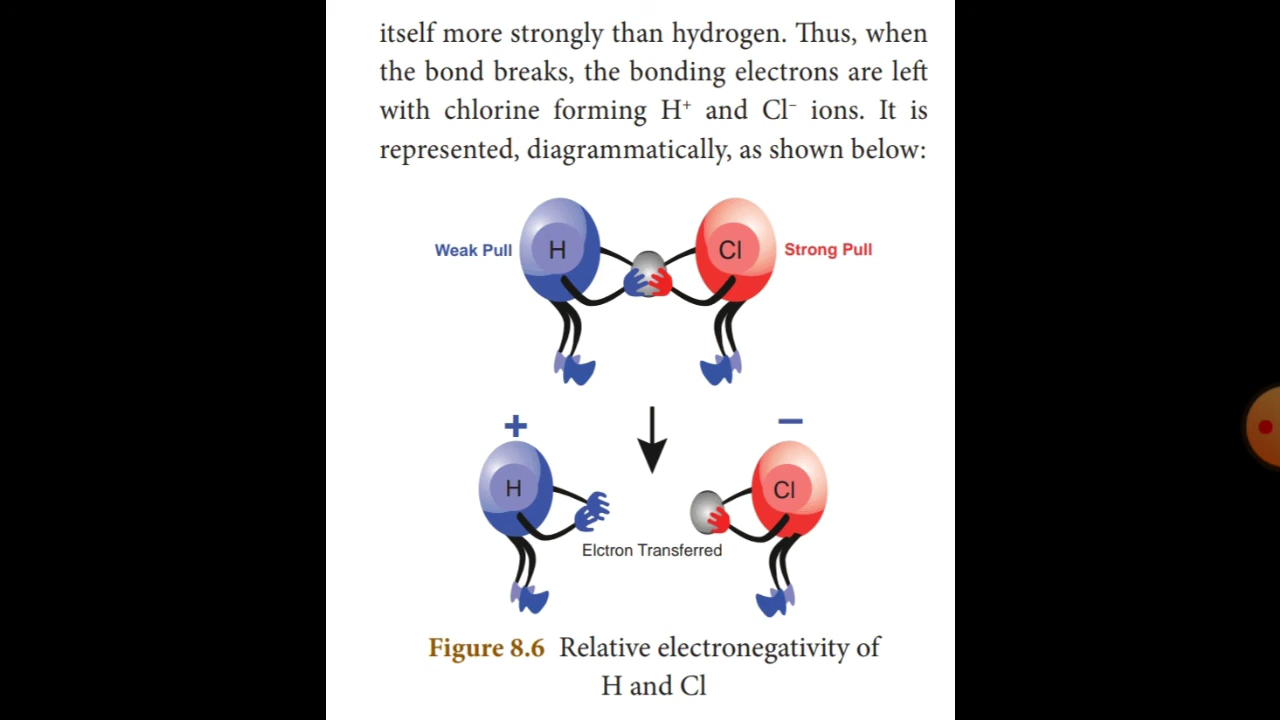 itself more strongly than hydrogen. Thus, when
the bond breaks, the bonding electrons are left
with chlorine forming H⁺ and Cl⁻ ions. It is
represented, diagrammatically, as shown below:
Weak Pull H Cl Strong Pull
+ −
H Cl
Elctron Transferred
Figure 8.6 Relative electronegativity of
H and Cl